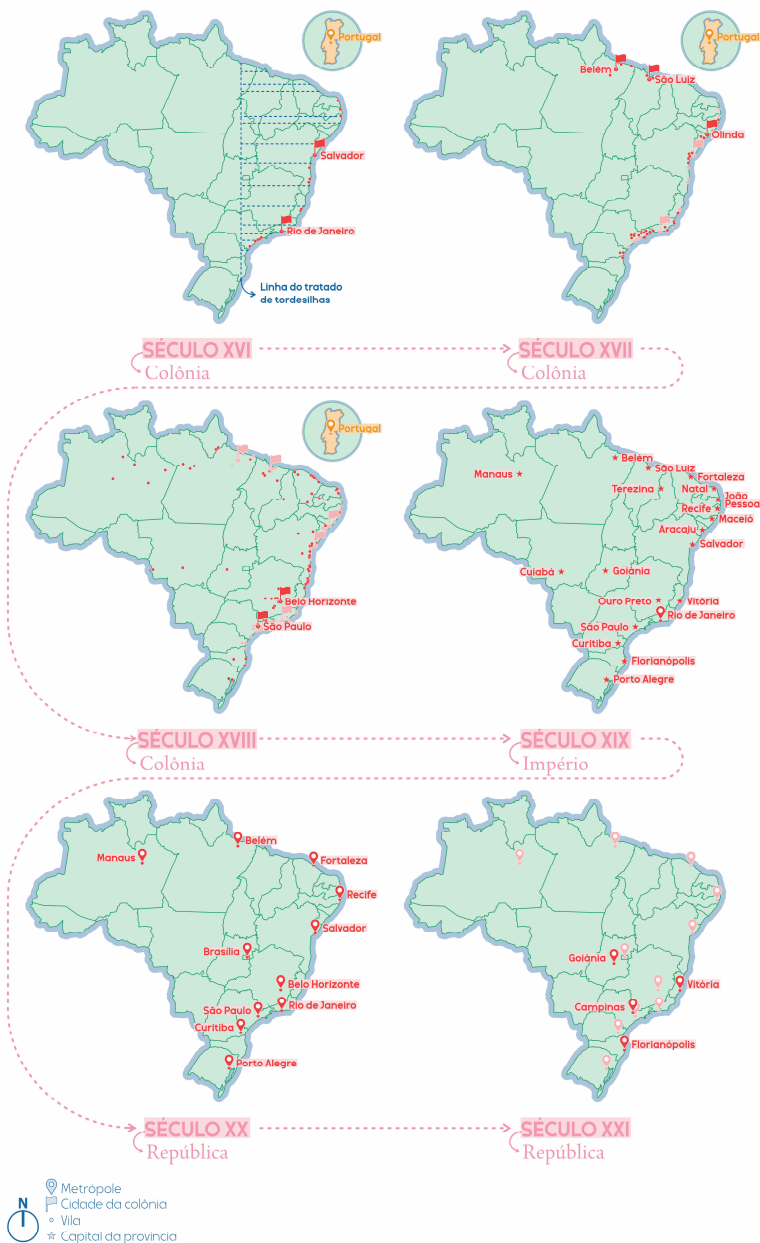 Portugal
Salvador
Rio de Janeiro
Linha do tratado
de tordesilhas
SÉCULO XVI
Colônia
Portugal
Belém
São Luiz
Olinda
SÉCULO XVII
Colônia
Portugal
Belo Horizonte
São Paulo
SÉCULO XVIII
Colônia
Belém
São Luiz
Manaus
Fortaleza
Terezina
Natal
João
Pessoa
Recife
Maceió
Aracaju
Salvador
Cuiabá
Goiânia
Ouro Preto
Vitória
Rio de Janeiro
São Paulo
Curitiba
Florianópolis
Porto Alegre
SÉCULO XIX
Império
Belém
Manaus
Fortaleza
Recife
Salvador
Brasília
Belo Horizonte
São Paulo
Rio de Janeiro
Curitiba
Porto Alegre
SÉCULO XX
República
Goiânia
Vitória
Campinas
Florianópolis
SÉCULO XXI
República
N
Metrópole
Cidade da colônia
Vila
Capital da provincia